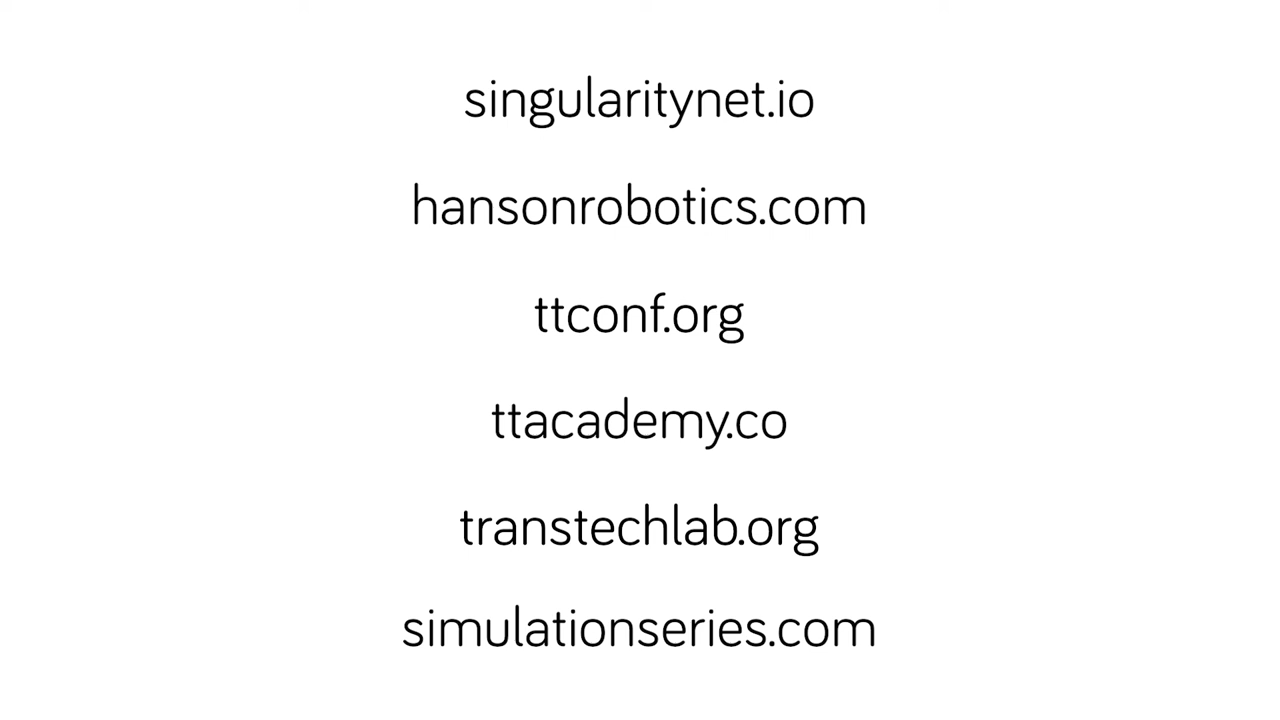 singularitynet.io
hansonrobotics.com
ttconf.org
ttacademy.co
transtechlab.org
simulationseries.com